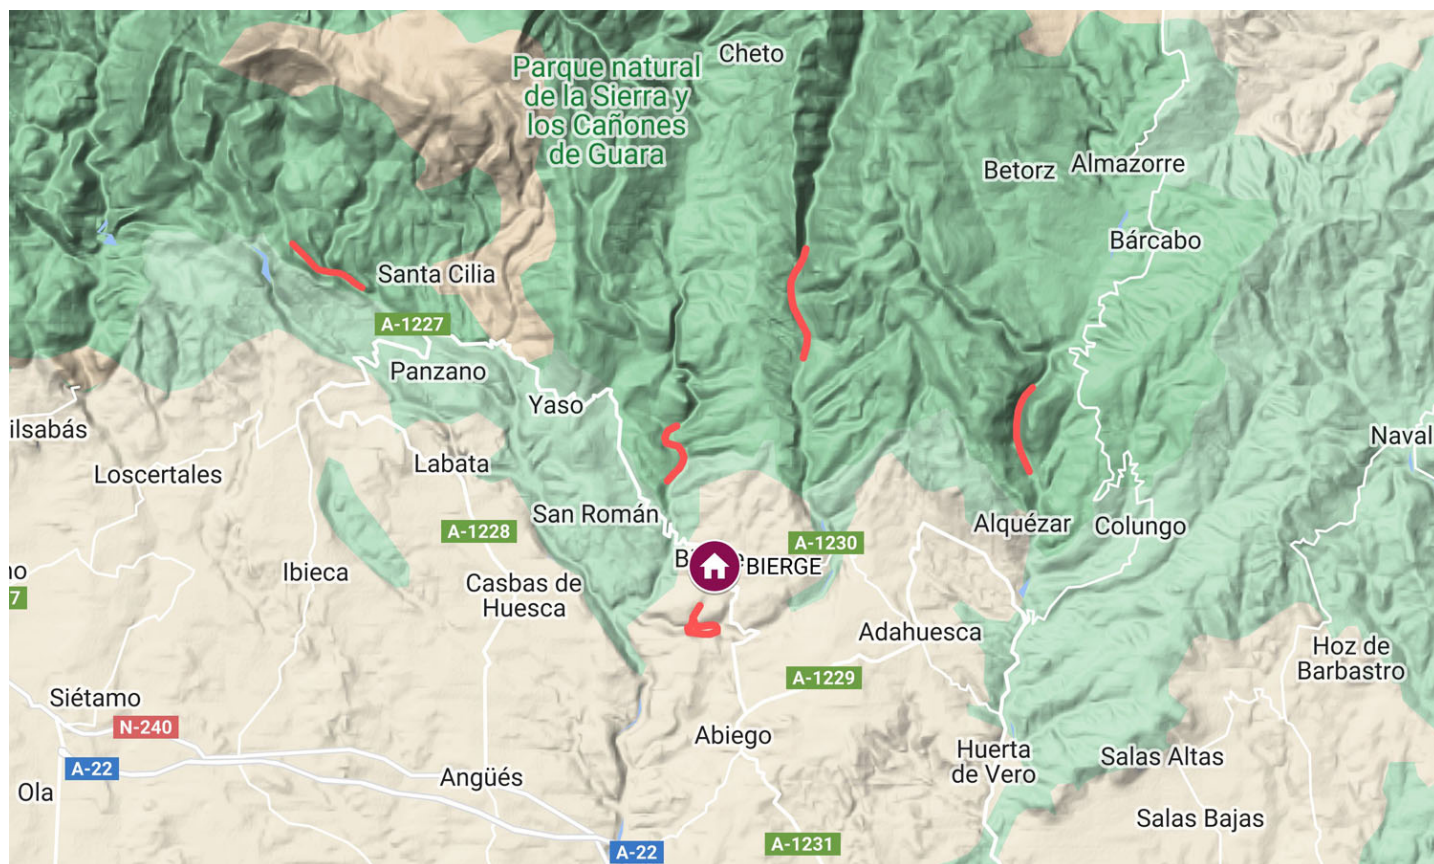 Cheto
Parque natural
de la Sierra y
los Cañones
de Guara
Betorz
Almazorre
Bárcabo
Santa Cilia
A-1227
Panzano
Yaso
ilsabás
Naval
Loscertales
Labata
San Román
A-1228
Alquézar
Colungo
A-1230
BIERGE
Ibieca
7
Casbas de
Huesca
Adahuesca
Hoz de
Barbastro
A-1229
Siétamo
N-240
Abiego
Huerta
de Vero
Salas Altas
A-22
Angüés
Ola
Salas Bajas
A-22
A-1231